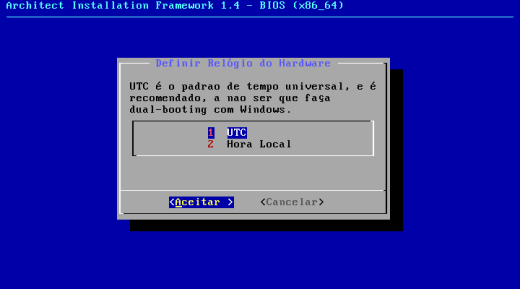 Architect Installation Framework 1.4 - BIOS (x86_64)
Definir Relógio do Hardware
UTC é o padrao de tempo universal, e é
recomendado, a nao ser que faşa
dual-booting com Windows.
1 UTC
2 Hora Local
<Aceitar > <Cancelar>